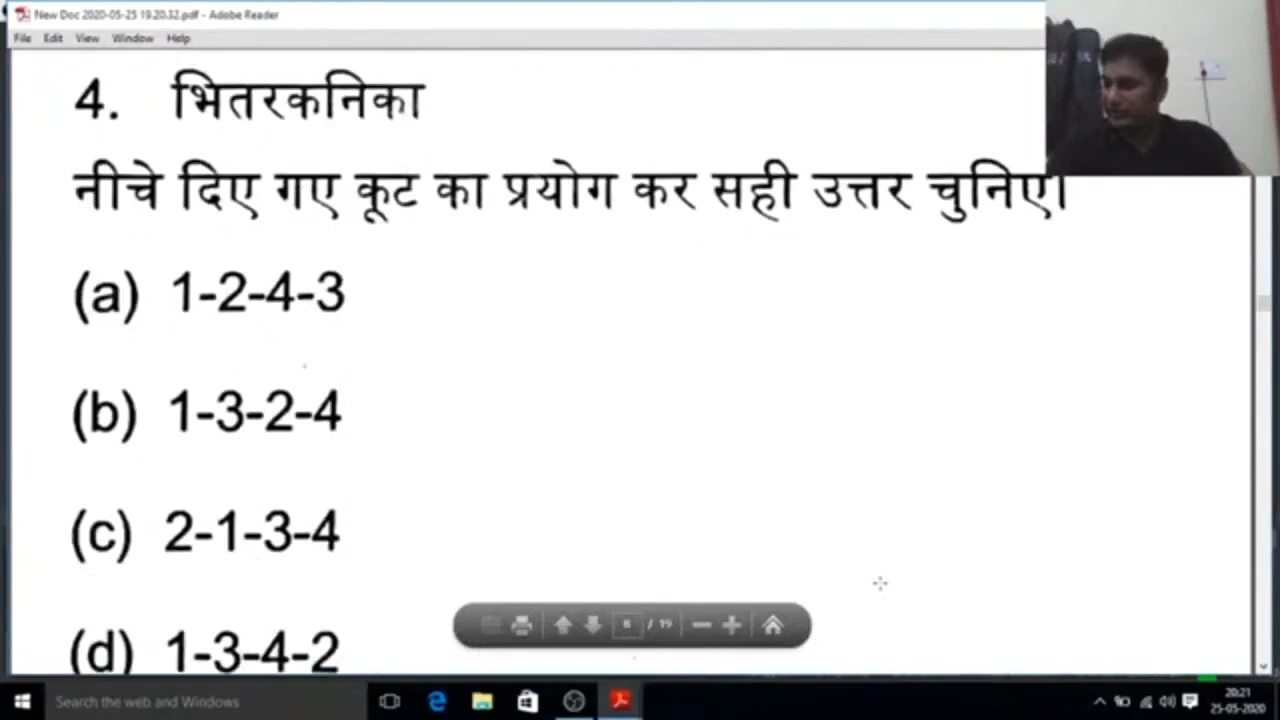 New Doc 2020-05-25 19.20.32.pdf - Adobe Reader
File Edit View Window Help
4. भितरकनिका
नीचे दिए गए कूट का प्रयोग कर सही उत्तर चुनिए।
(a) 1-2-4-3
(b) 1-3-2-4
(c) 2-1-3-4
(d) 1-3-4-2
8 / 19
Search the web and Windows
20:21
25-05-2020